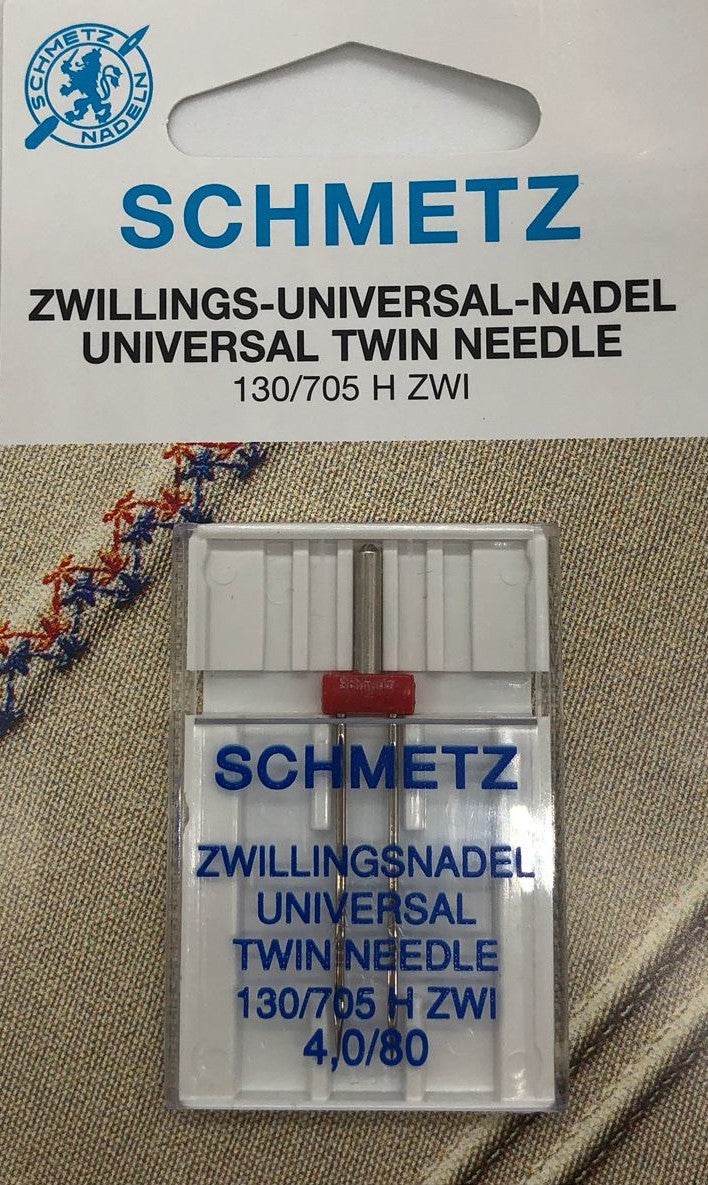 SCHMETZ
NADELN
SCHMETZ
ZWILLINGS-UNIVERSAL-NADEL
UNIVERSAL TWIN NEEDLE
130/705 H ZWI
Schmetz
SCHMETZ
ZWILLINGSNADEL
UNIVERSAL
TWIN NEEDLE
130/705 H ZWI
4,0/80